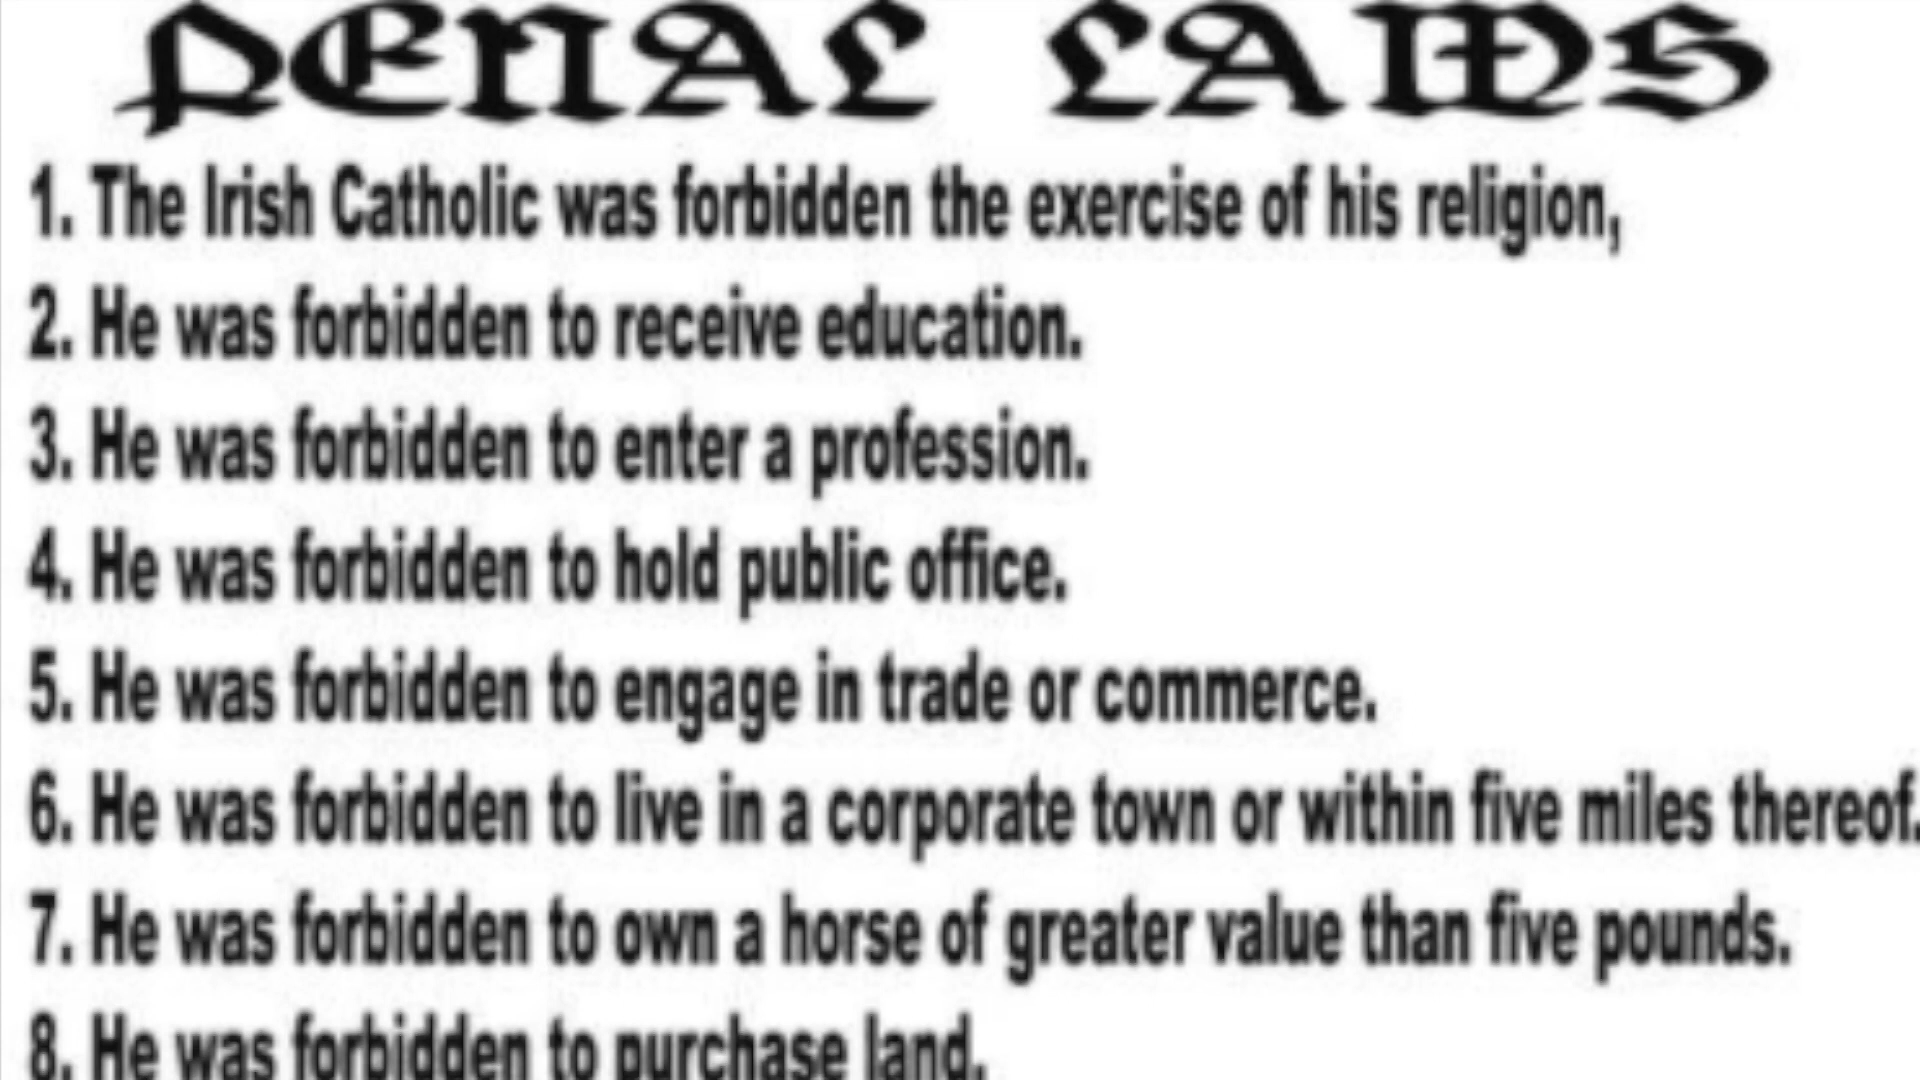 PENAL LAWS
1. The Irish Catholic was forbidden the exercise of his religion,
2. He was forbidden to receive education.
3. He was forbidden to enter a profession.
4. He was forbidden to hold public office.
5. He was forbidden to engage in trade or commerce.
6. He was forbidden to live in a corporate town or within five miles thereof.
7. He was forbidden to own a horse of greater value than five pounds.
8. He was forbidden to purchase land.